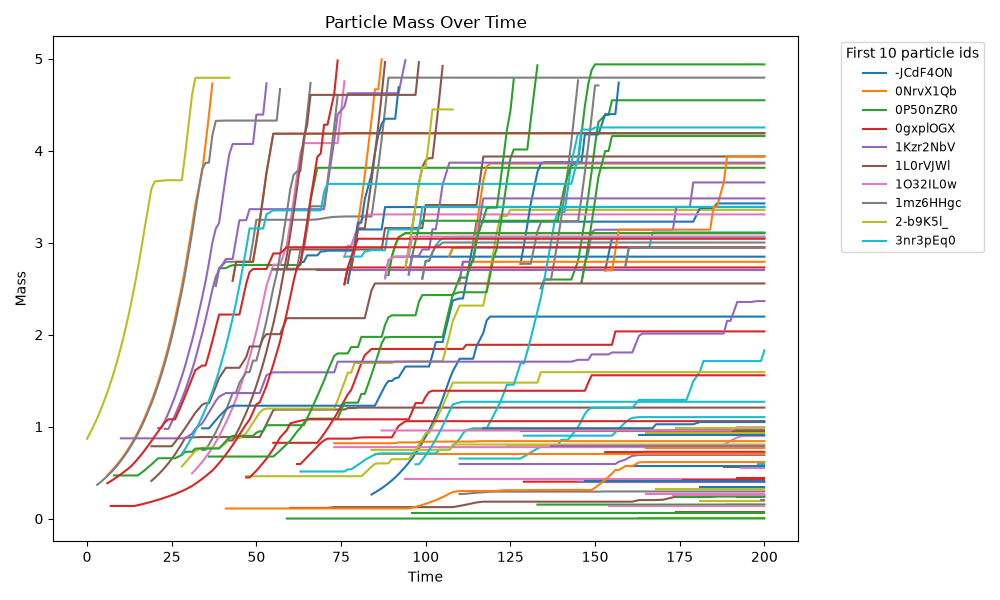 Particle Mass Over Time
First 10 particle ids
-JCdF4ON
0NrvX1Qb
0P50nZR0
0gxplOGX
1Kzr2NbV
1L0rVJWl
1O32IL0w
1mz6HHgc
2-b9K5l_
3nr3pEq0
Mass
5
4
3
2
1
0
0 25 50 75 100 125 150 175 200
Time